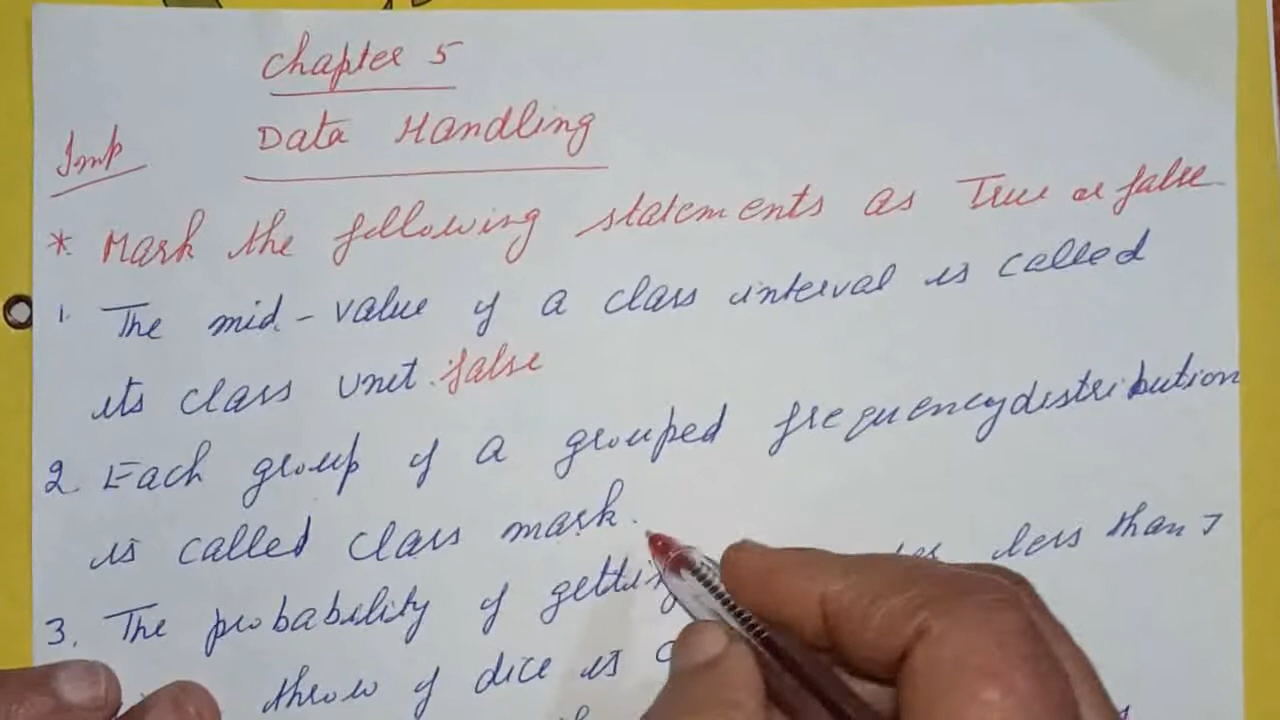 Chapter 5
Data Handling
Imp
* Mark the following statements as True or false
1. The mid-value of a class interval is called
its class unit. false
2. Each group of a grouped frequency distribution
is called class mark.
3. The probability of getting less than 7
throw of dice is